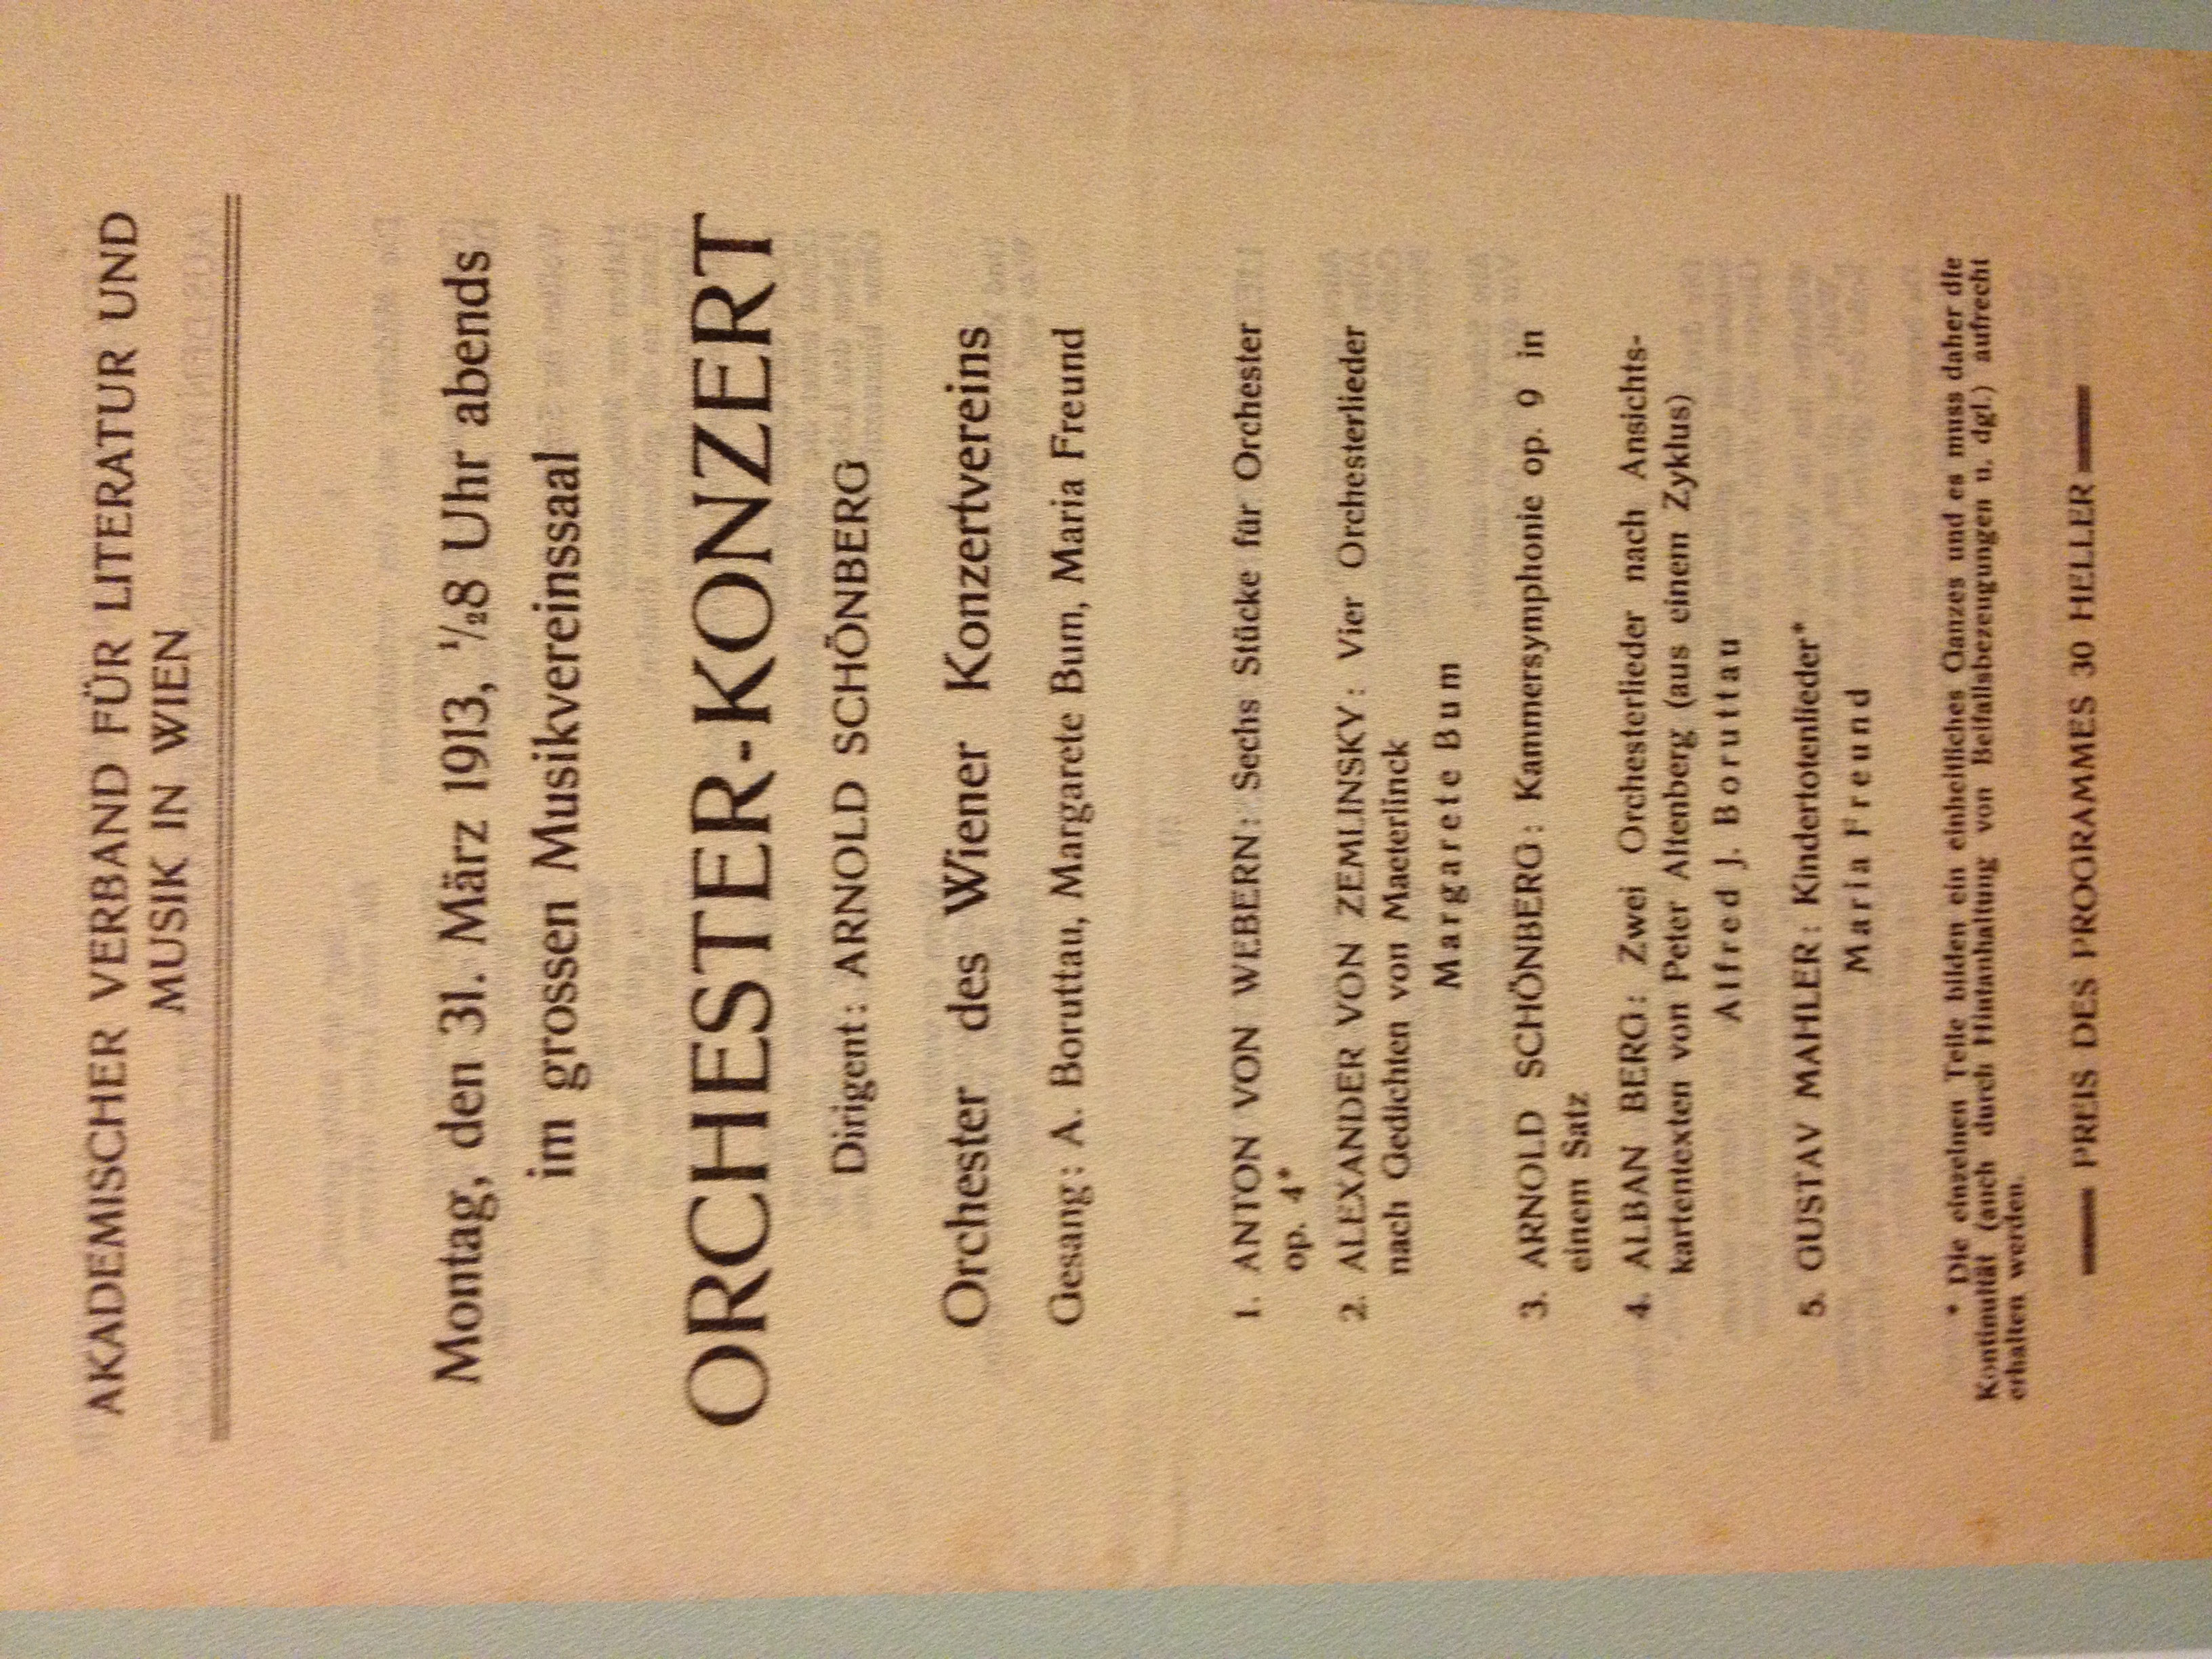 AKADEMISCHER VERBAND FÜR LITERATUR UND
MUSIK IN WIEN
Montag, den 31. März 1913, 1/28 Uhr abends
im grossen Musikvereinssaal
ORCHESTER-KONZERT
Dirigent: ARNOLD SCHÖNBERG
Orchester des Wiener Konzertvereins
Gesang: A. Boruttau, Margarete Bum, Maria Freund
1. ANTON VON WEBERN: Sechs Stücke für Orchester
op. 4*
2. ALEXANDER VON ZEMLINSKY: Vier Orchesterlieder
nach Gedichten von Maeterlinck
Margarete Bum
3. ARNOLD SCHÖNBERG: Kammersymphonie op. 9 in
einem Satz
4. ALBAN BERG: Zwei Orchesterlieder nach Ansichts-
kartentexten von Peter Altenberg (aus einem Zyklus)
Alfred J. Boruttau
5. GUSTAV MAHLER: Kindertotenlieder*
Maria Freund
* Die einzelnen Teile bilden ein einheitliches Ganzes und es muss daher die
Kontinuität (auch durch Hintanhaltung von Beifallsbezeugungen u. dgl.) aufrecht
erhalten werden.
PREIS DES PROGRAMMES 30 HELLER